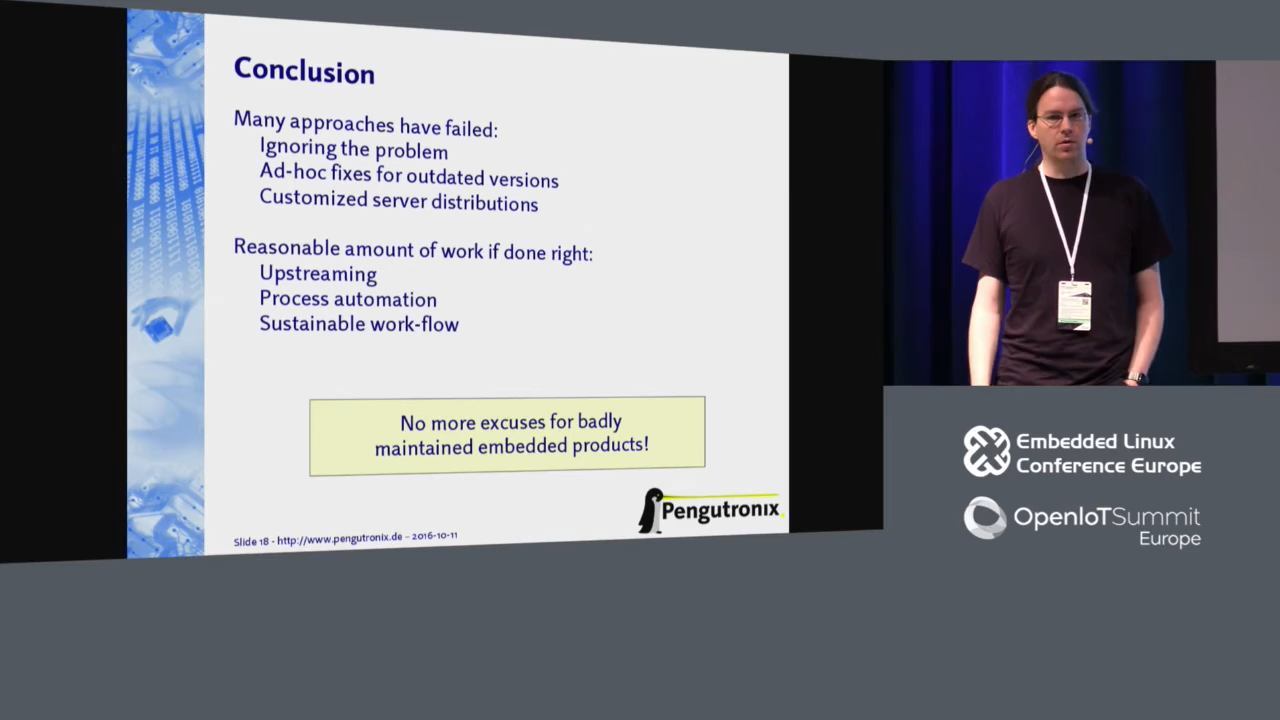 Conclusion
Many approaches have failed:
Ignoring the problem
Ad-hoc fixes for outdated versions
Customized server distributions
Reasonable amount of work if done right:
Upstreaming
Process automation
Sustainable work-flow
No more excuses for badly
maintained embedded products!
Pengutronix
Slide 18 - http://www.pengutronix.de – 2016-10-11
Embedded Linux
Conference Europe
OpenIoTSummit
Europe